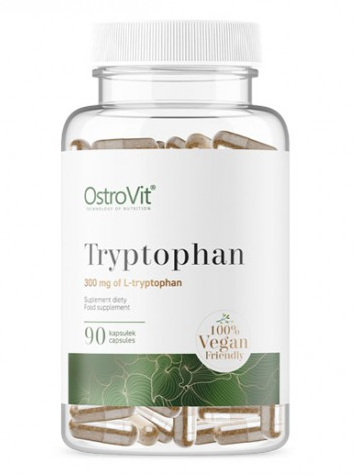 OstroVit®
TECHNOLOGY OF NUTRITION
Tryptophan
300 mg of L-tryptophan
Suplement diety
Food supplement
90 kapsułek
capsules
100%
Vegan
Friendly